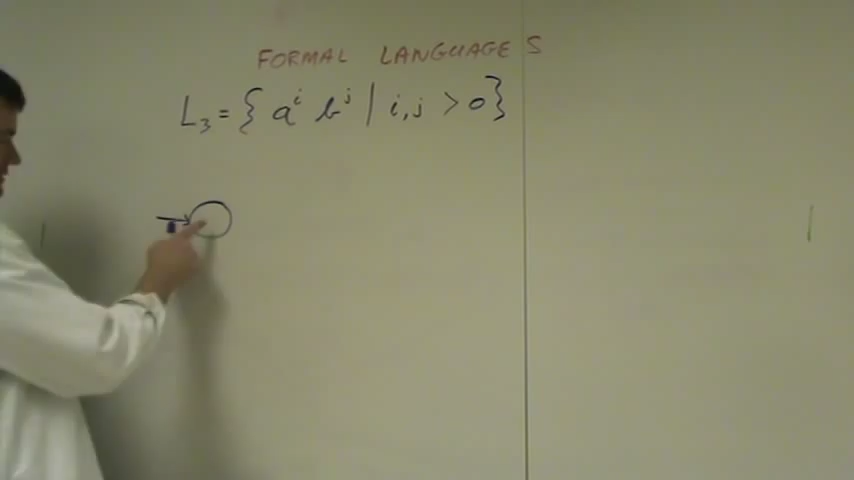 FORMAL LANGUAGES
L₃ = { aⁱ bʲ | i, j > 0 }